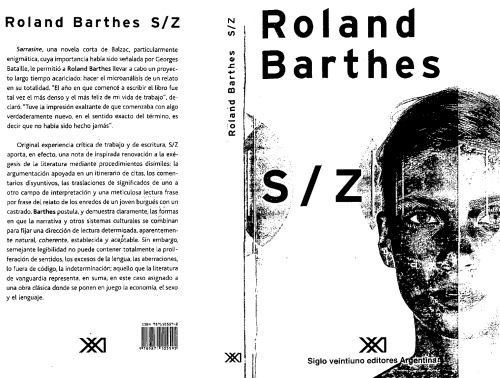 Roland Barthes S/Z
Sarrasine, una novela corta de Balzac, particularmente
enigmática, cuya importancia había sido señalada por Georges
Bataille, le permitió a Roland Barthes llevar a cabo un proyec-
to largo tiempo acariciado: hacer el microanálisis de un relato
en su totalidad. "El año en que comencé a escribir el libro fue
tal vez el más denso y el más feliz de mi vida de trabajo", de-
claró. "Tuve la impresión exaltante de que comenzaba con algo
verdaderamente nuevo, en el sentido exacto del término, es
decir que no había sido hecho jamás".
Original experiencia crítica de trabajo y de escritura, S/Z
aporta, en efecto, una nota de inspirada renovación a la exé-
gesis de la literatura mediante procedimientos disímiles: la
argumentación apoyada en un itinerario de citas, los comen-
tarios disyuntivos, las traslaciones de significados de uno a
otro campo de interpretación y una meticulosa lectura frase
por frase del relato de los enredos de un joven burgués con un
castrado. Barthes postula, y demuestra claramente, las formas
en que la narrativa y otros sistemas culturales se combinan
para fijar una dirección de lectura determinada, aparentemen-
te natural, coherente, establecida y aceptable. Sin embargo,
semejante legibilidad no puede contener totalmente la proli-
feración de sentidos, los excesos de la lengua, las aberraciones,
lo fuera de código, la indeterminación; aquello que la literatura
de vanguardia representa, en suma, en este caso asignado a
una obra clásica donde se ponen en juego la economía, el sexo
y el lenguaje.
Roland Barthes S/Z
Roland
Barthes
S/Z
Siglo veintiuno editores Argentina